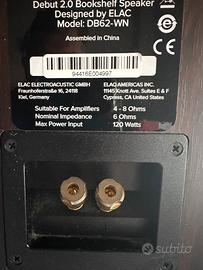 Debut 2.0 Bookshelf Speaker
Designed by ELAC
Model: DB62-WN
Assembled in China
ELAC ELECTROACUSTIC GMBH
Fraunhoferstraße 16, 24118
Kiel, Germany
ELAC AMERICAS INC.
11145 Knott Ave. Suites E & F
Cypress, CA United States
94416E004997
Suitable For Amplifiers 4 - 8 Ohms
Nominal Impedance 6 Ohms
Max Power Input 120 Watts
subito